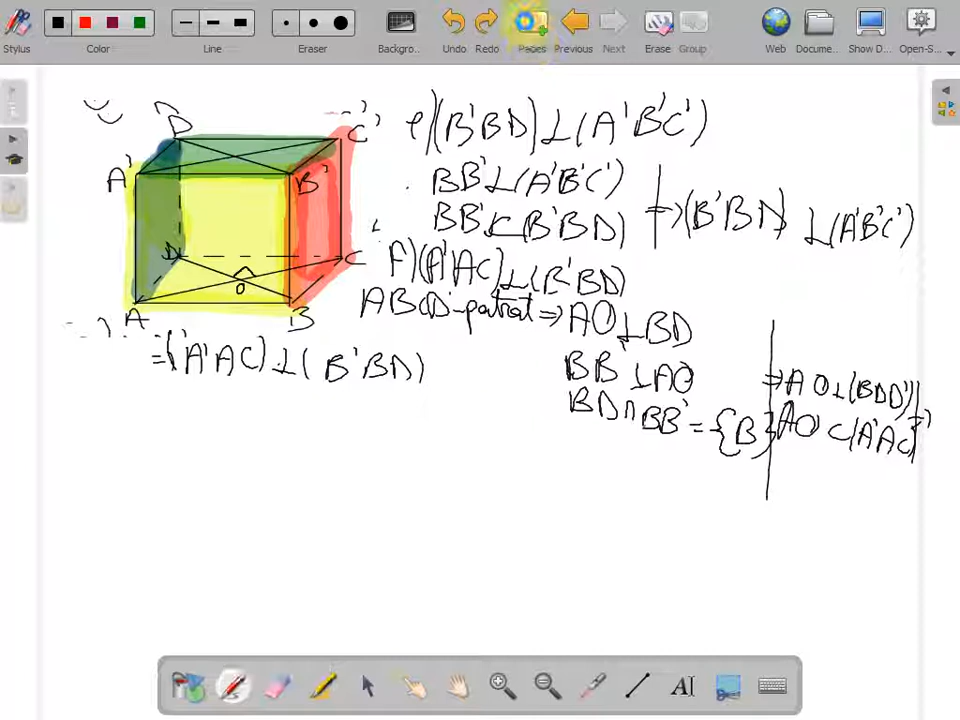 Stylus
Color
Line
Eraser
Backgro..
Undo
Redo
Pages
Previous
Next
Erase
Group
Web
Docume..
Show D..
Open-S..
D'
C'
A'
B'
D
C
O
A
B
e) (B'BD) ⊥ (A'B'C')
BB' ⊥ (A'B'C')
BB' ⊂ (B'BD)
=> (B'BD) ⊥ (A'B'C')
F) (A'AC) ⊥ (B'BD)
ABCD-patrat => AO ⊥ BD
BB' ⊥ AO
BD ∩ BB' = {B}
=> AO ⊥ (BDD')
AO ⊂ (A'AC)
=>
=> (A'AC) ⊥ (B'BD)